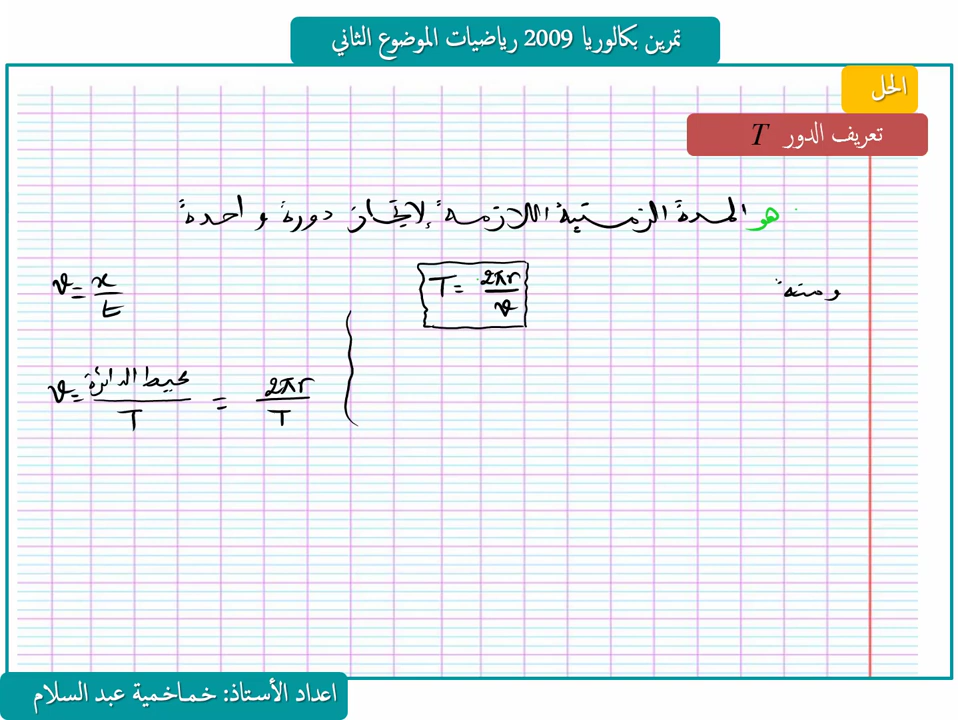 تمرين بكالوريا 2009 رياضيات الموضوع الثاني
الحل
تعريف الدور T
هو المدة الزمنية اللازمة لإنجاز دورة واحدة
ومنه: T = 2πr/v
v = x/t
v = محيط الدائرة/T = 2πr/T
اعداد الأستاذ: خماخمية عبد السلام